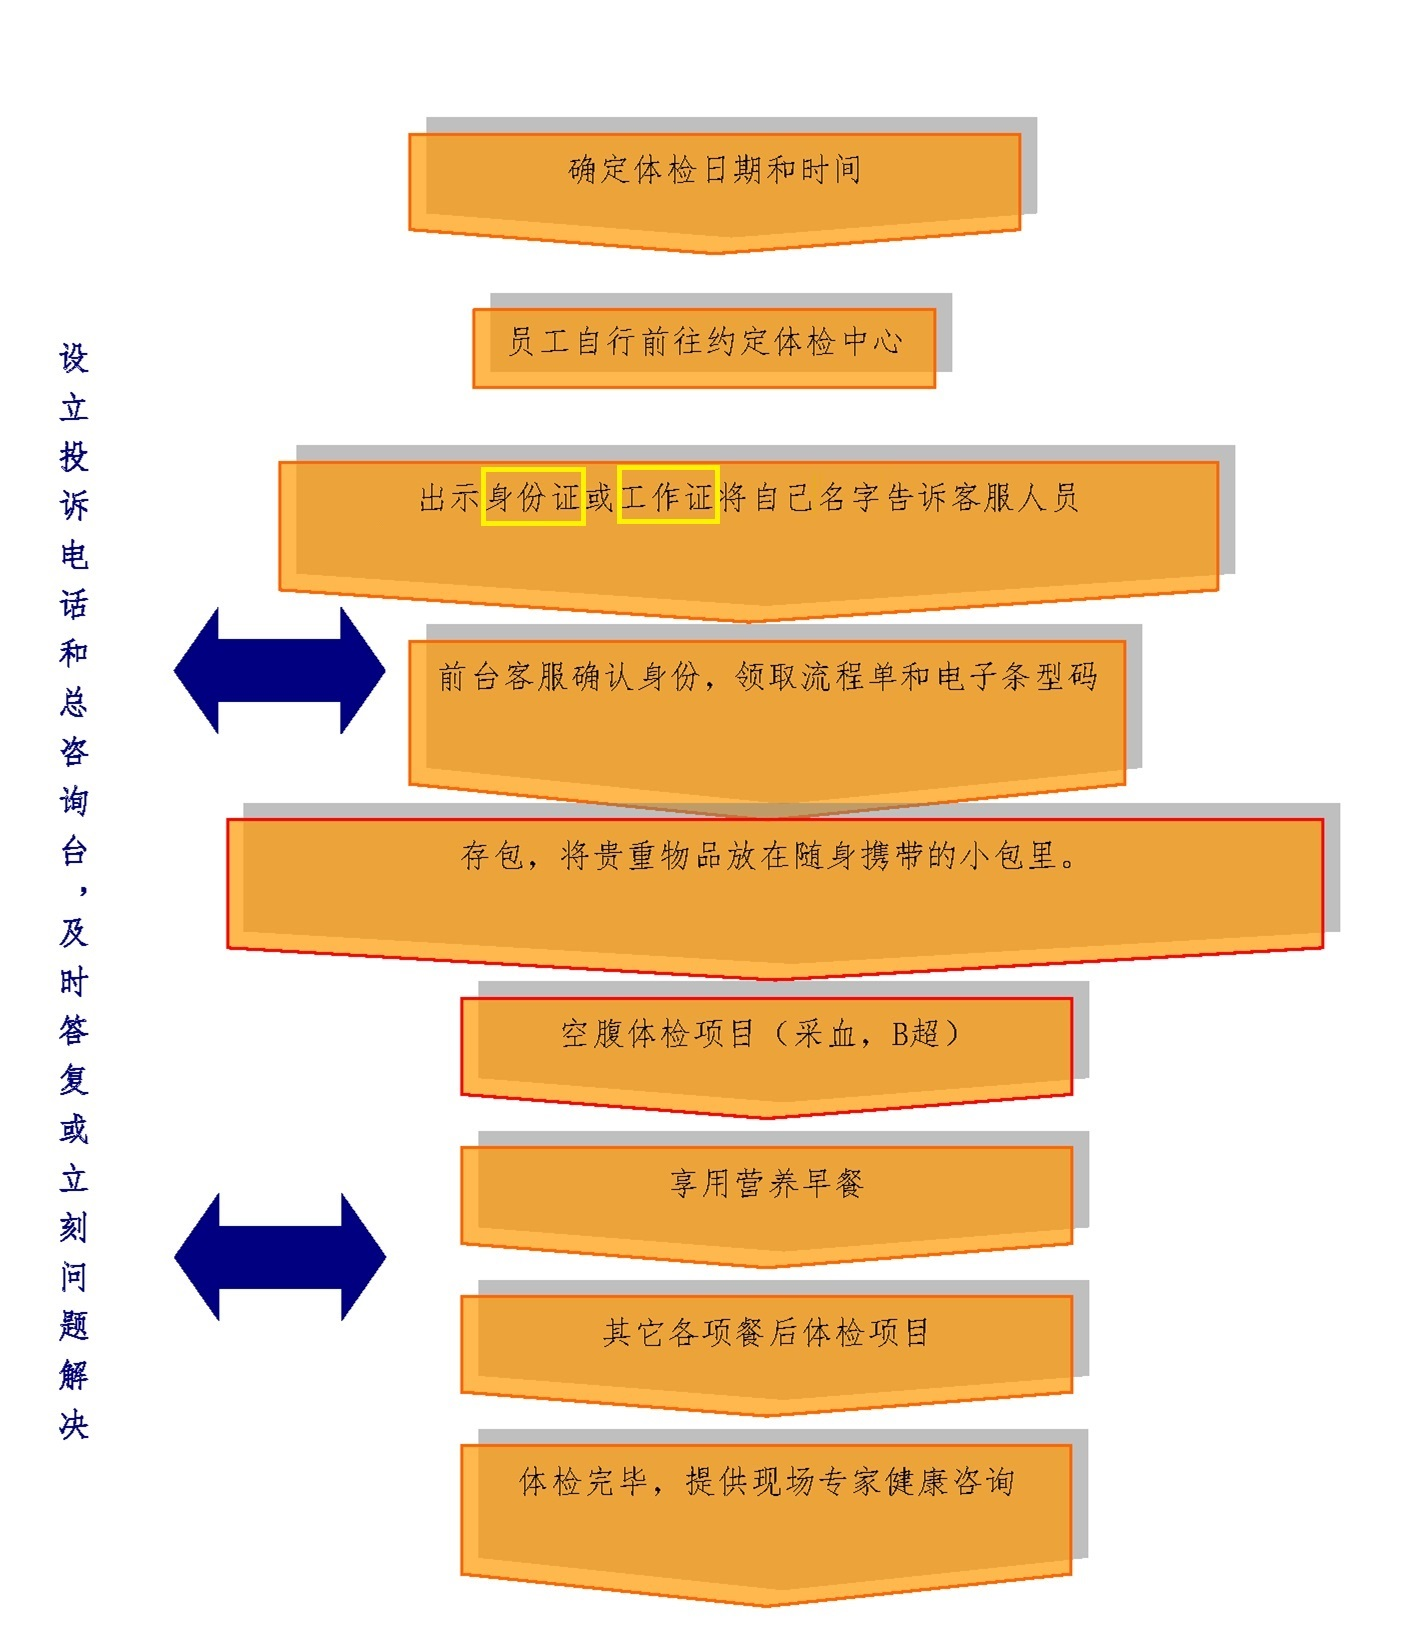 确定体检日期和时间
员工自行前往约定体检中心
出示身份证或工作证将自己名字告诉客服人员
前台客服确认身份，领取流程单和电子条型码
存包，将贵重物品放在随身携带的小包里。
空腹体检项目（采血，B超）
享用营养早餐
其它各项餐后体检项目
体检完毕，提供现场专家健康咨询
设立投诉电话和总咨询台，及时答复或立刻问题解决